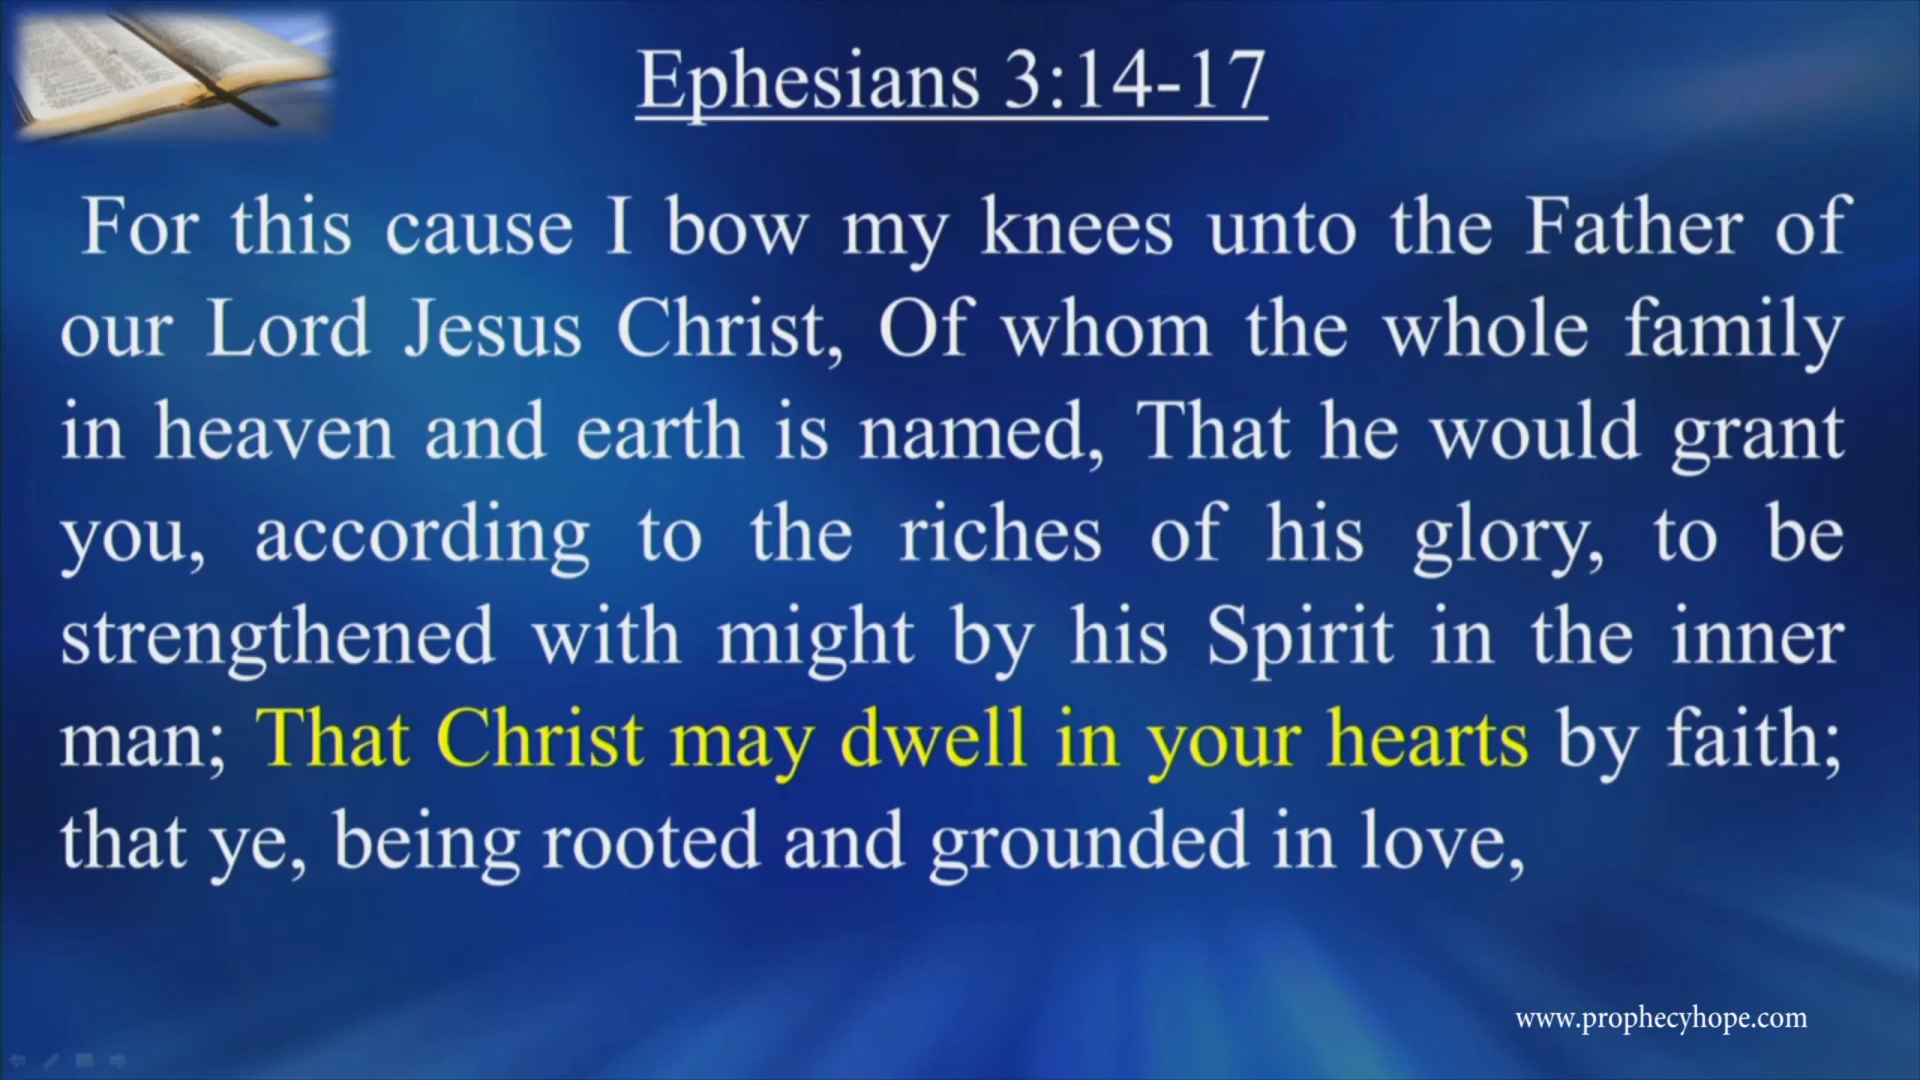 Ephesians 3:14-17
For this cause I bow my knees unto the Father of
our Lord Jesus Christ, Of whom the whole family
in heaven and earth is named, That he would grant
you, according to the riches of his glory, to be
strengthened with might by his Spirit in the inner
man; That Christ may dwell in your hearts by faith;
that ye, being rooted and grounded in love,
www.prophecyhope.com